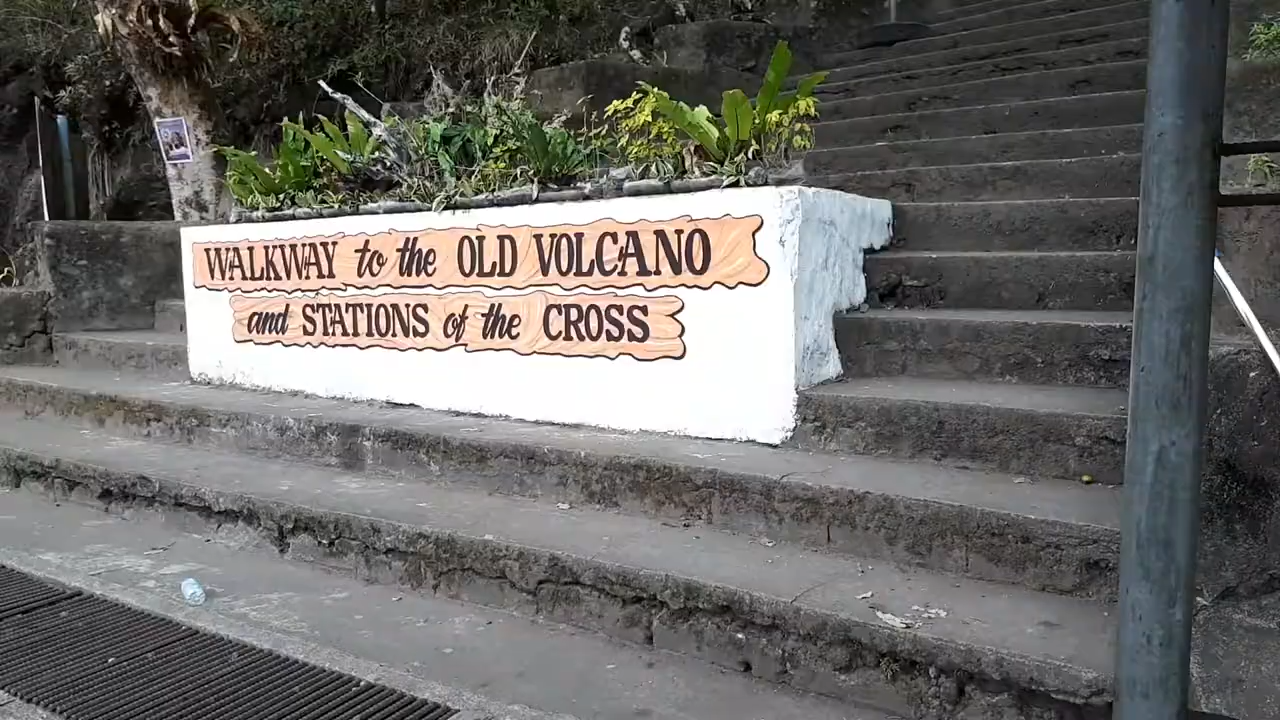 WALKWAY to the OLD VOLCANO
and STATIONS of the CROSS